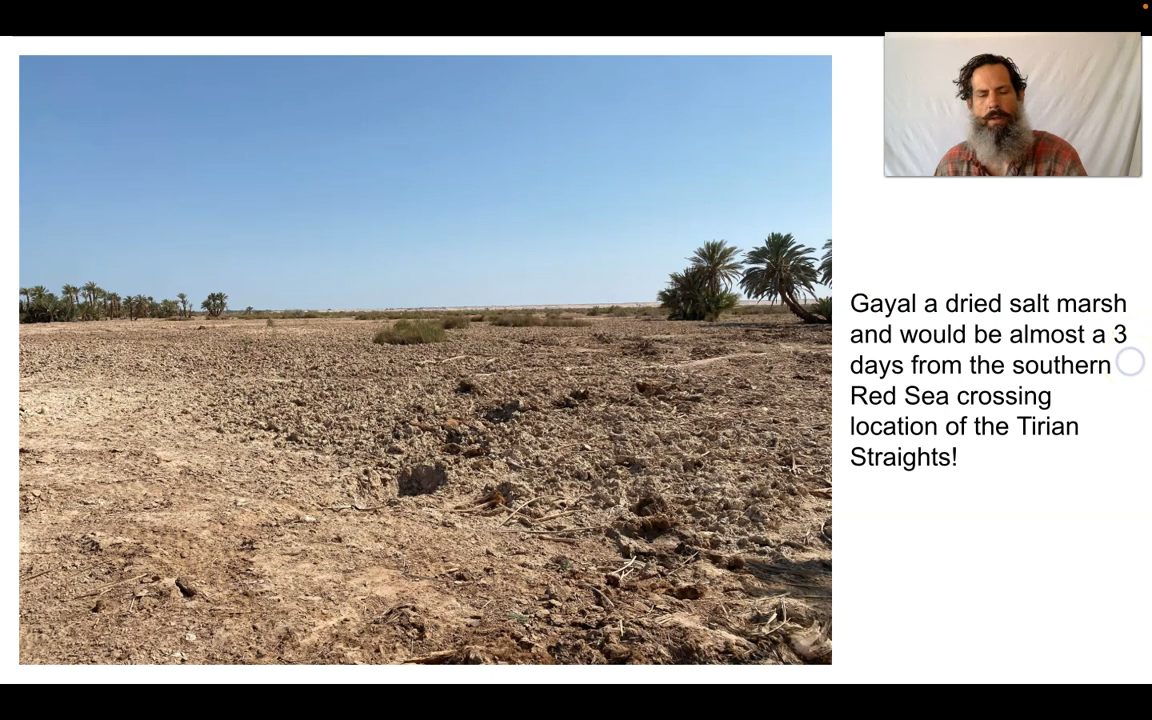 Gayal a dried salt marsh
and would be almost a 3
days from the southern
Red Sea crossing
location of the Tirian
Straights!